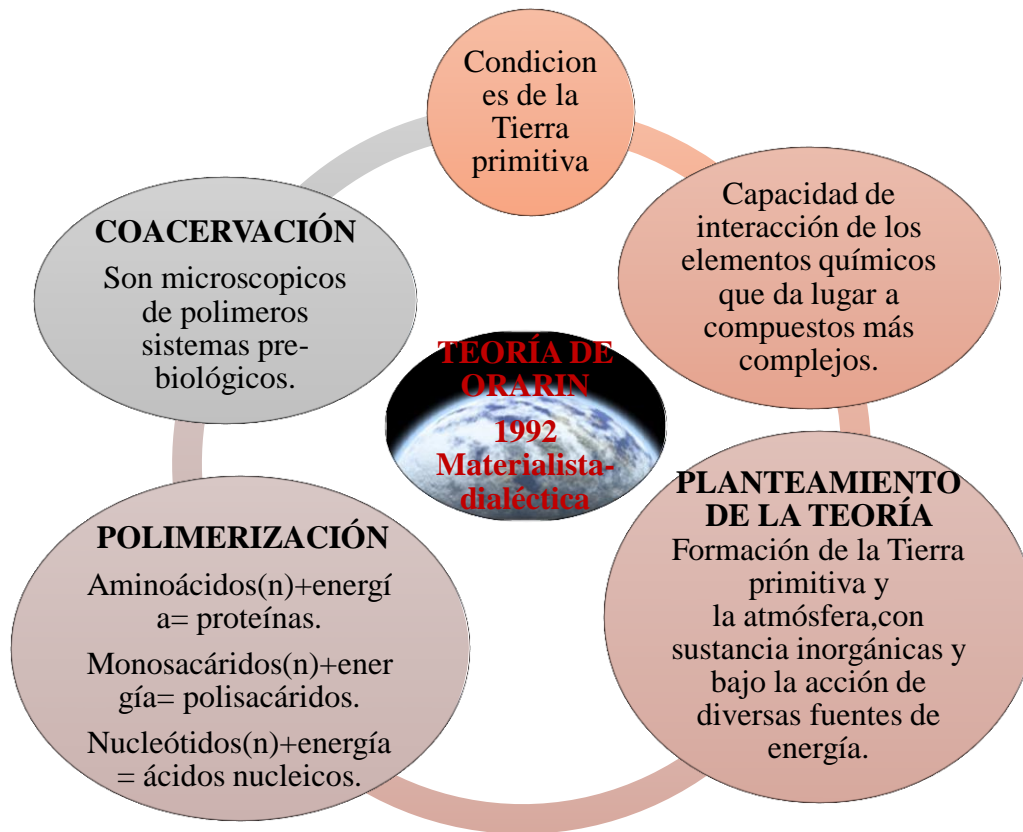 Condicion
es de la
Tierra
primitiva
Capacidad de
interacción de los
elementos químicos
que da lugar a
compuestos más
complejos.
PLANTEAMIENTO
DE LA TEORÍA
Formación de la Tierra
primitiva y
la atmósfera,con
sustancia inorgánicas y
bajo la acción de
diversas fuentes de
energía.
POLIMERIZACIÓN
Aminoácidos(n)+energí
a= proteínas.
Monosacáridos(n)+ener
gía= polisacáridos.
Nucleótidos(n)+energía
= ácidos nucleicos.
COACERVACIÓN
Son microscopicos
de polimeros
sistemas pre-
biológicos.
TEORÍA DE
ORARIN
1992
Materialista-
dialéctica